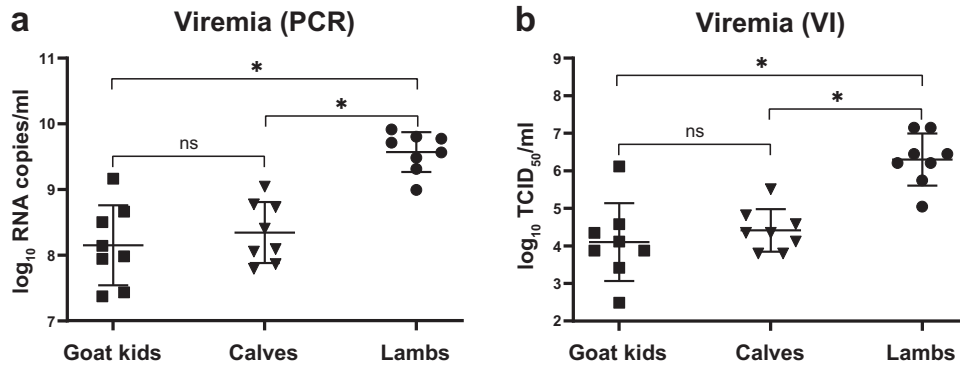 a
Viremia (PCR)
log10 RNA copies/ml
11
10
9
8
7
*
*
ns
Goat kids
Calves
Lambs
b
Viremia (VI)
log10 TCID50/ml
9
8
7
6
5
4
3
2
*
*
ns
Goat kids
Calves
Lambs